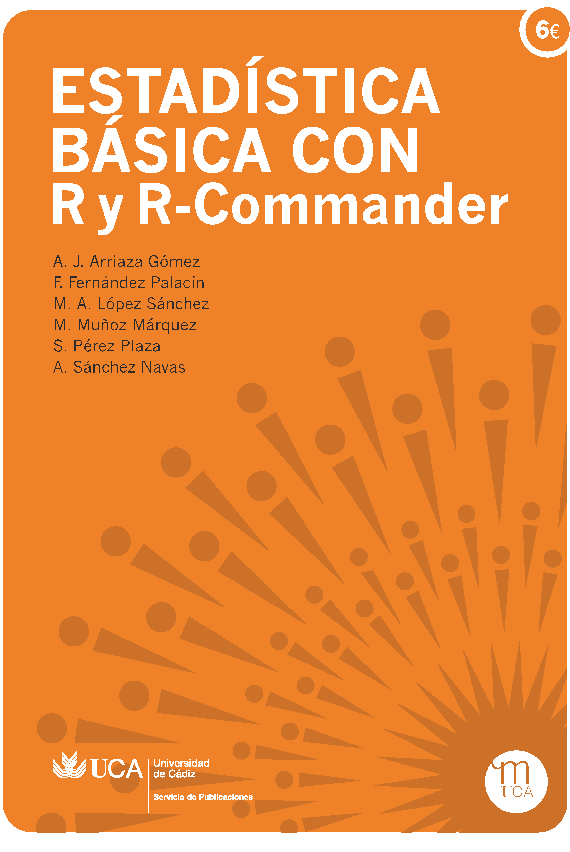 6€
ESTADÍSTICA
BÁSICA CON
R y R-Commander
A. J. Arriaza Gómez
F. Fernández Palacín
M. A. López Sánchez
M. Muñoz Márquez
S. Pérez Plaza
A. Sánchez Navas
UCA
Universidad
de Cádiz
Servicio de Publicaciones
m
UCA